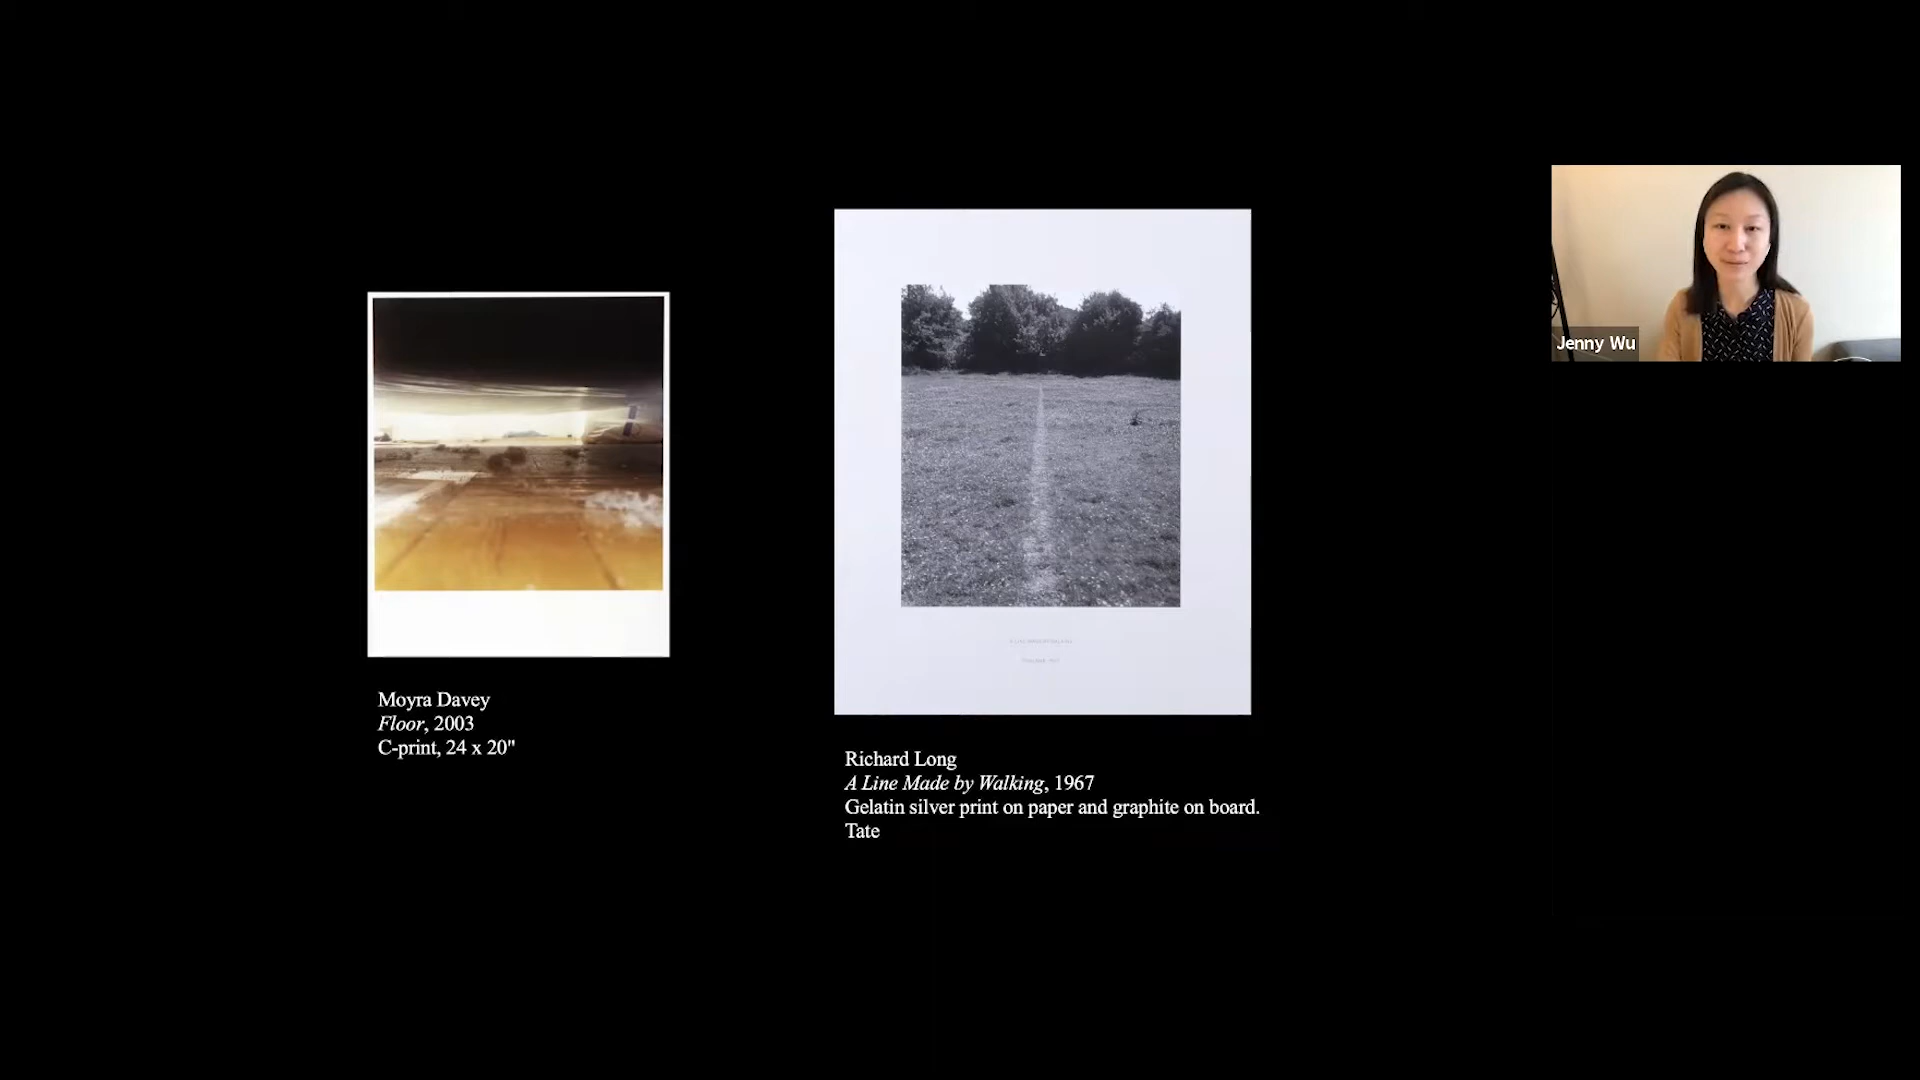 Moyra Davey
Floor, 2003
C-print, 24 x 20"
Richard Long
A Line Made by Walking, 1967
Gelatin silver print on paper and graphite on board.
Tate
Jenny Wu